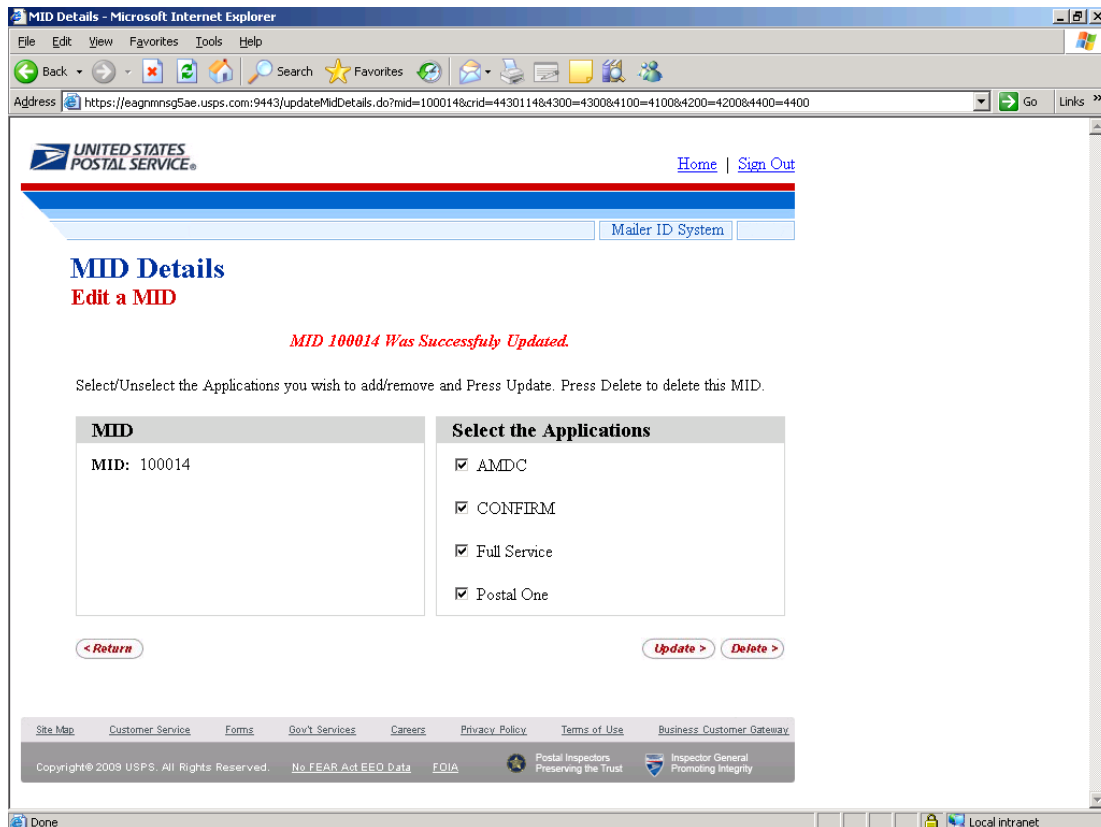 MID Details - Microsoft Internet Explorer
File Edit View Favorites Tools Help
Back Search Favorites
Address https://eagnmnsg5ae.usps.com:9443/updateMidDetails.do?mid=100014&crid=4430114&4300=4300&4100=4100&4200=4200&4400=4400 Go Links »
UNITED STATES
POSTAL SERVICE®
Home | Sign Out
Mailer ID System
MID Details
Edit a MID
MID 100014 Was Successfuly Updated.
Select/Unselect the Applications you wish to add/remove and Press Update. Press Delete to delete this MID.
MID
MID: 100014
Select the Applications
AMDC
CONFIRM
Full Service
Postal One
< Return
Update > Delete >
Site Map Customer Service Forms Gov't Services Careers Privacy Policy Terms of Use Business Customer Gateway
Copyright© 2009 USPS. All Rights Reserved. No FEAR Act EEO Data FOIA
Postal Inspectors
Preserving the Trust
Inspector General
Promoting Integrity
Done Local intranet